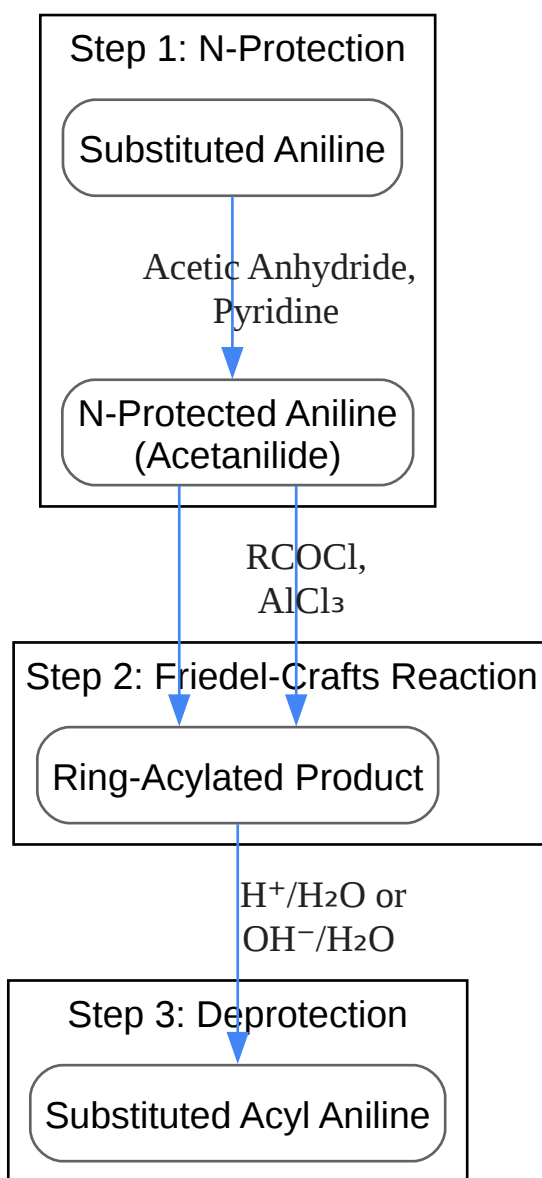 Step 1: N-Protection
Substituted Aniline
Acetic Anhydride,
Pyridine
N-Protected Aniline
(Acetanilide)
RCOCl,
AlCl₃
Step 2: Friedel-Crafts Reaction
Ring-Acylated Product
H⁺/H₂O or
OH⁻/H₂O
Step 3: Deprotection
Substituted Acyl Aniline